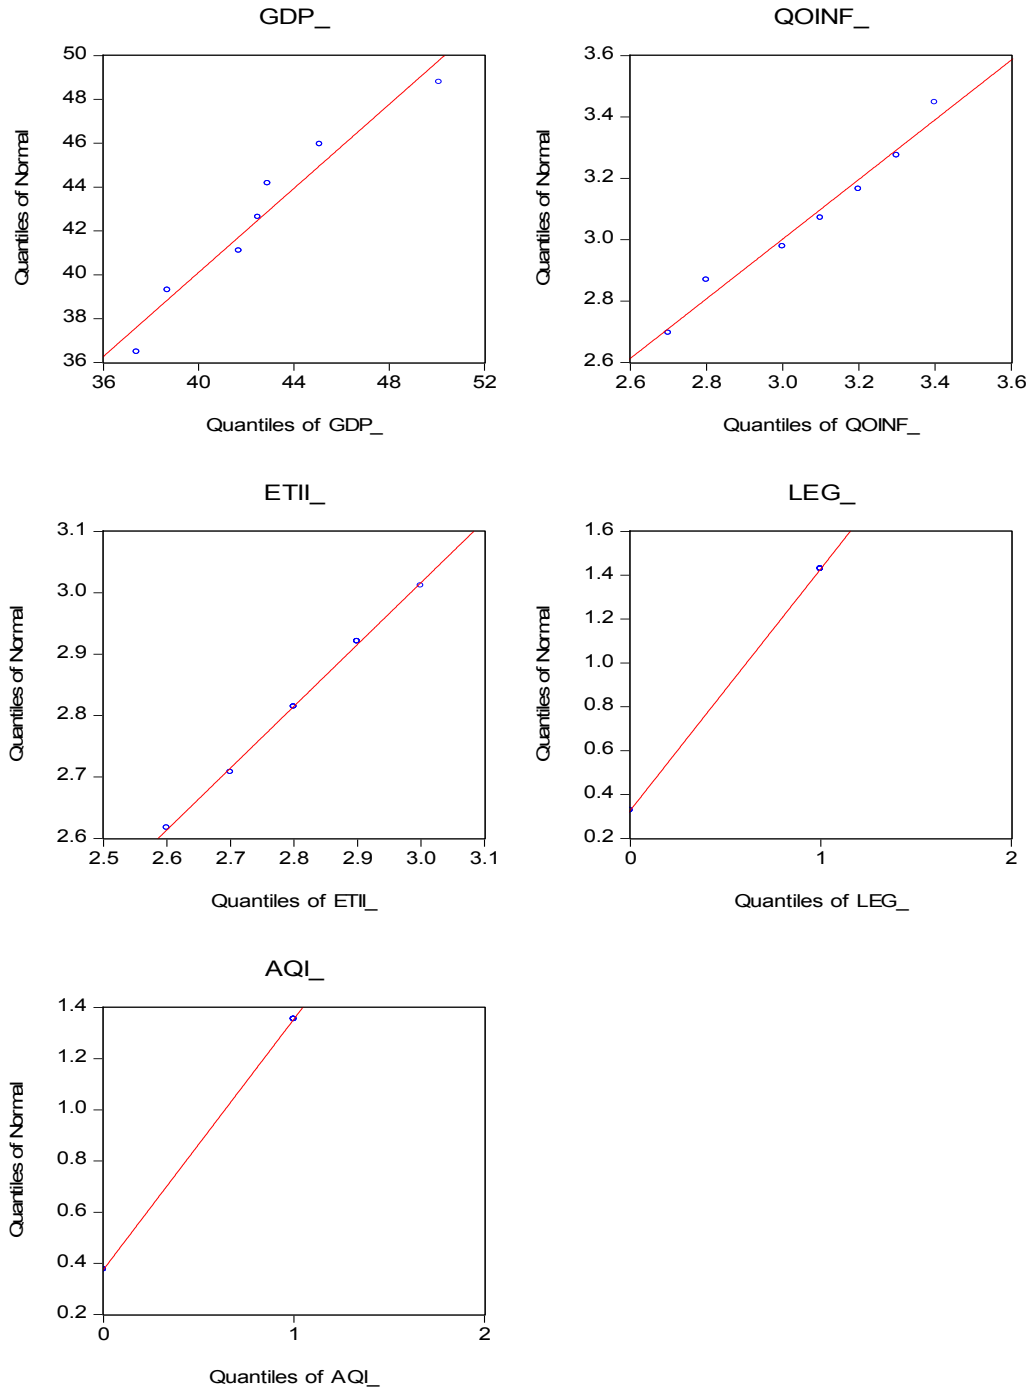 GDP_
50
48
46
44
42
40
38
36
Quantiles of Normal
36 40 44 48 52
Quantiles of GDP_
QOINF_
3.6
3.4
3.2
3.0
2.8
2.6
Quantiles of Normal
2.6 2.8 3.0 3.2 3.4 3.6
Quantiles of QOINF_
ETII_
3.1
3.0
2.9
2.8
2.7
2.6
Quantiles of Normal
2.5 2.6 2.7 2.8 2.9 3.0 3.1
Quantiles of ETII_
LEG_
1.6
1.4
1.2
1.0
0.8
0.6
0.4
0.2
Quantiles of Normal
0 1 2
Quantiles of LEG_
AQI_
1.4
1.2
1.0
0.8
0.6
0.4
0.2
Quantiles of Normal
0 1 2
Quantiles of AQI_